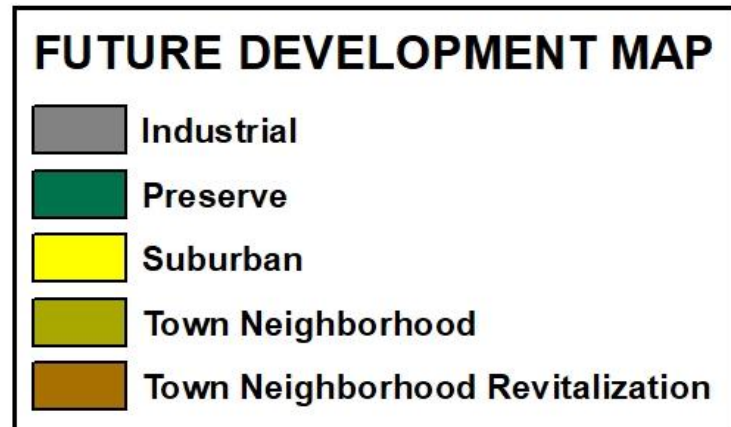 FUTURE DEVELOPMENT MAP
Industrial
Preserve
Suburban
Town Neighborhood
Town Neighborhood Revitalization